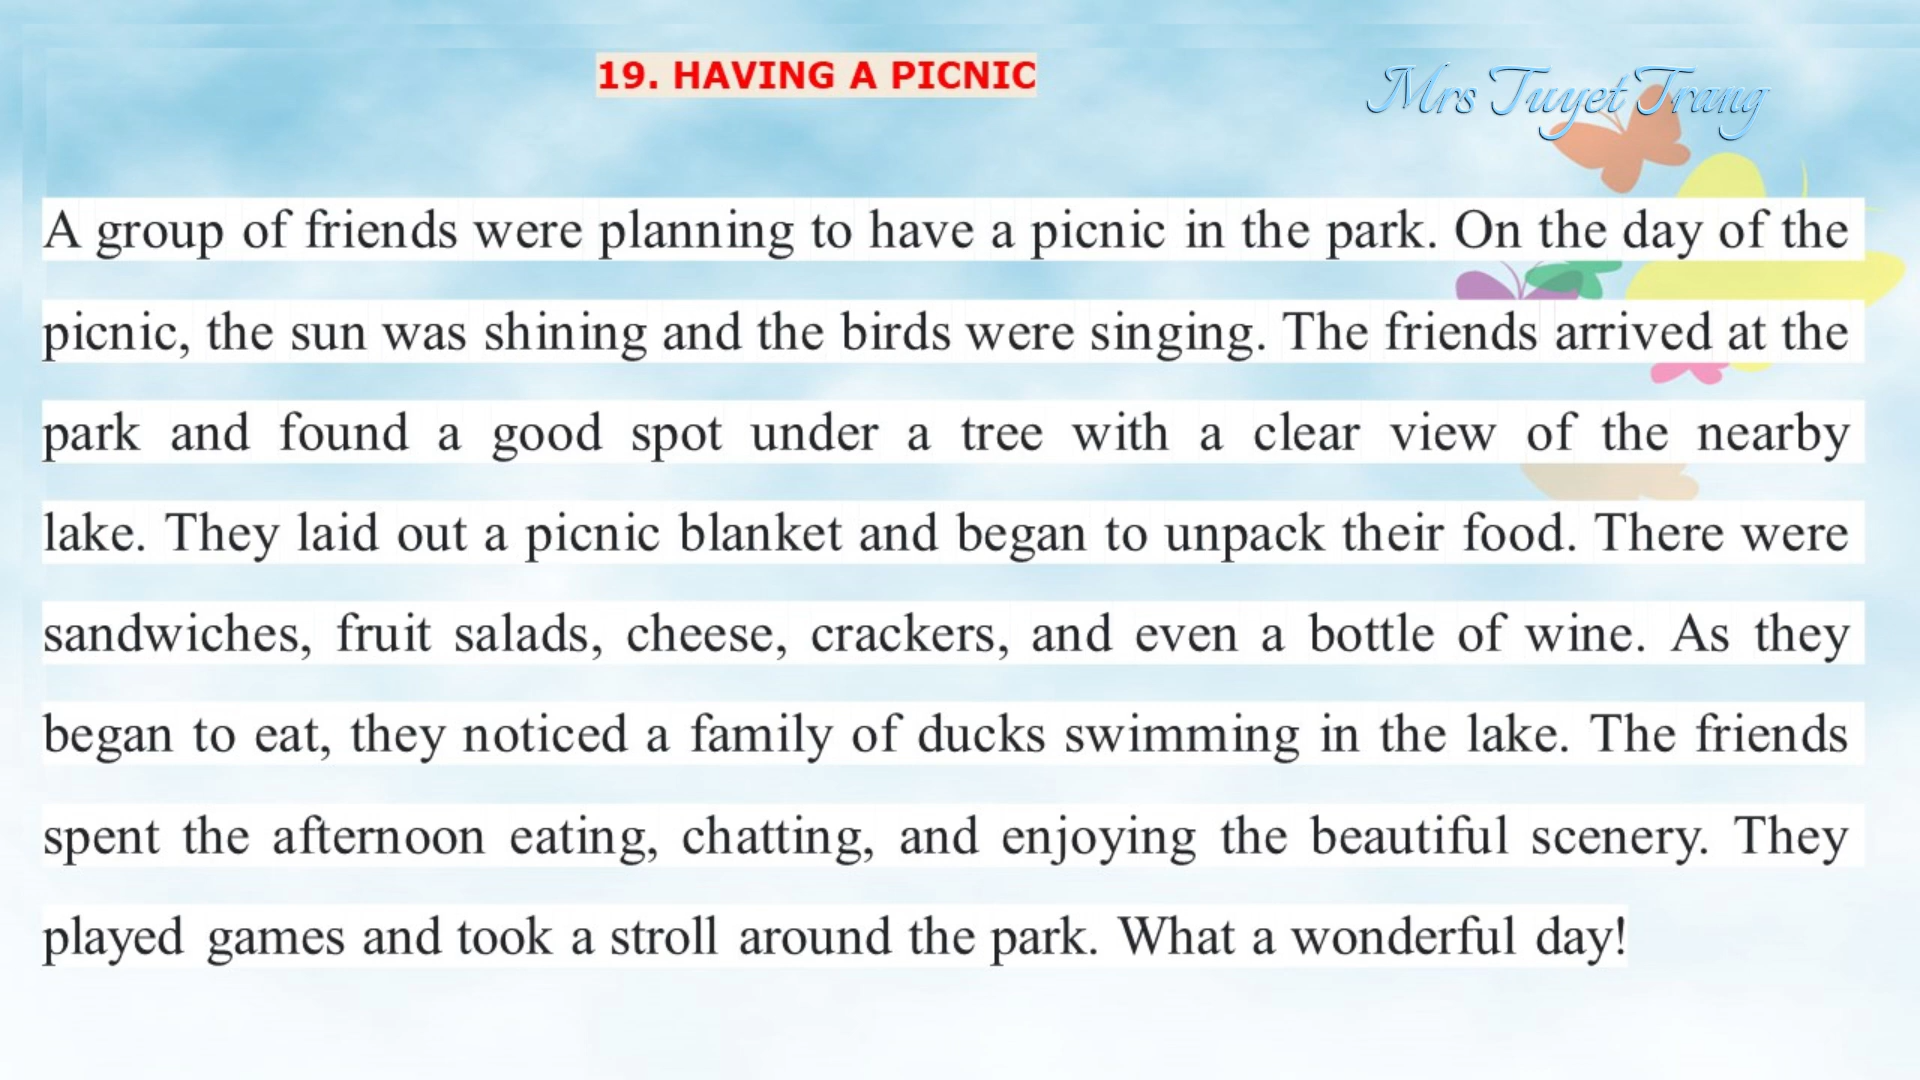 19. HAVING A PICNIC
Mrs Tuyet Trang
A group of friends were planning to have a picnic in the park. On the day of the
picnic, the sun was shining and the birds were singing. The friends arrived at the
park and found a good spot under a tree with a clear view of the nearby
lake. They laid out a picnic blanket and began to unpack their food. There were
sandwiches, fruit salads, cheese, crackers, and even a bottle of wine. As they
began to eat, they noticed a family of ducks swimming in the lake. The friends
spent the afternoon eating, chatting, and enjoying the beautiful scenery. They
played games and took a stroll around the park. What a wonderful day!